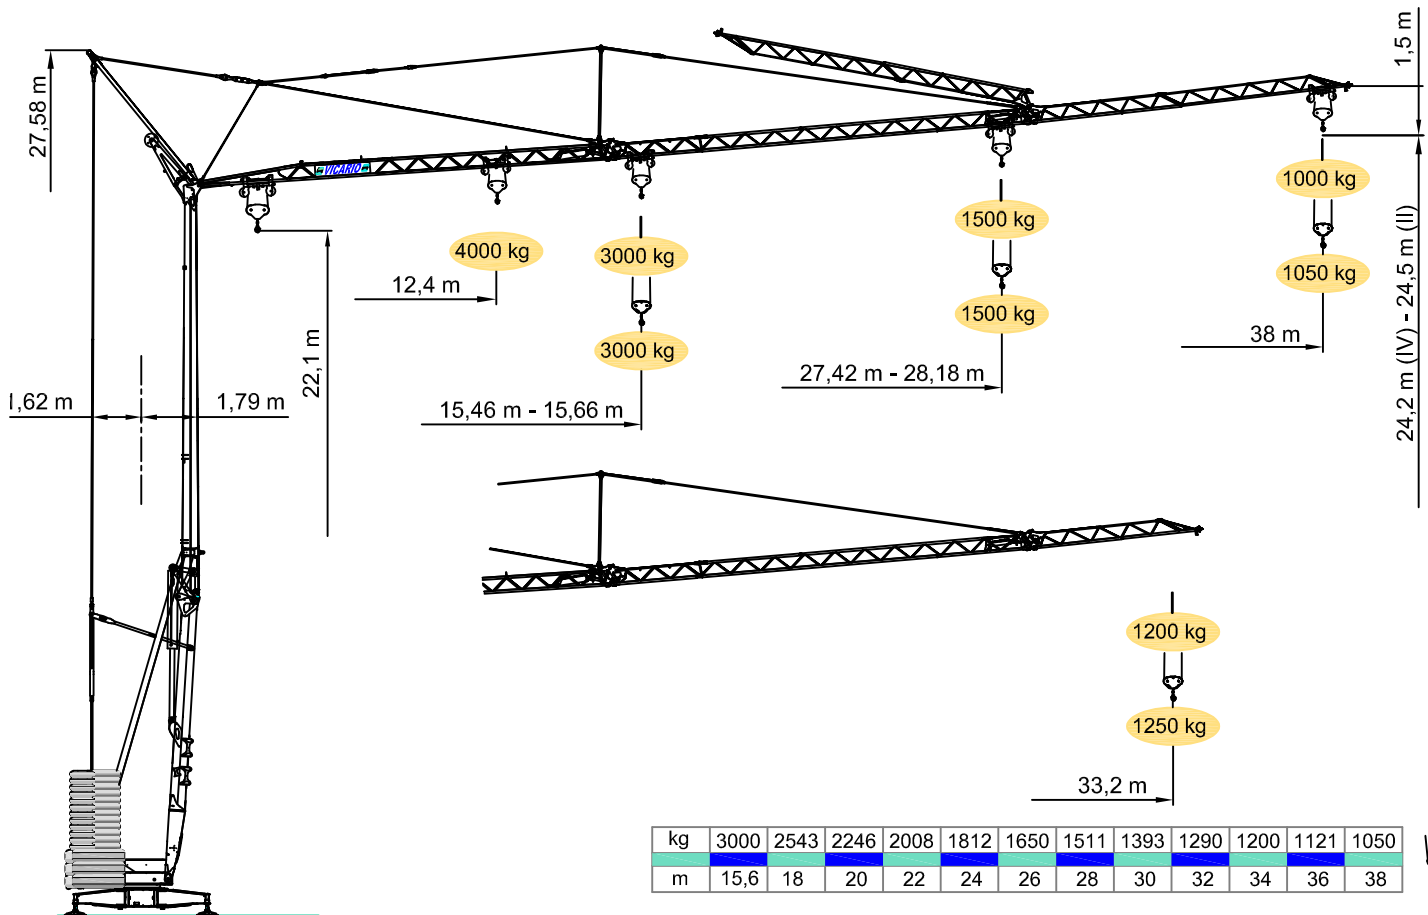 1,5 m
27,58 m
VICARIO
1000 kg
1500 kg
4000 kg
3000 kg
1050 kg
12,4 m
1500 kg
24,2 m (IV) - 24,5 m (II)
22,1 m
3000 kg
38 m
27,42 m - 28,18 m
,62 m
1,79 m
15,46 m - 15,66 m
1200 kg
1250 kg
33,2 m
kg 3000 2543 2246 2008 1812 1650 1511 1393 1290 1200 1121 1050
m 15,6 18 20 22 24 26 28 30 32 34 36 38